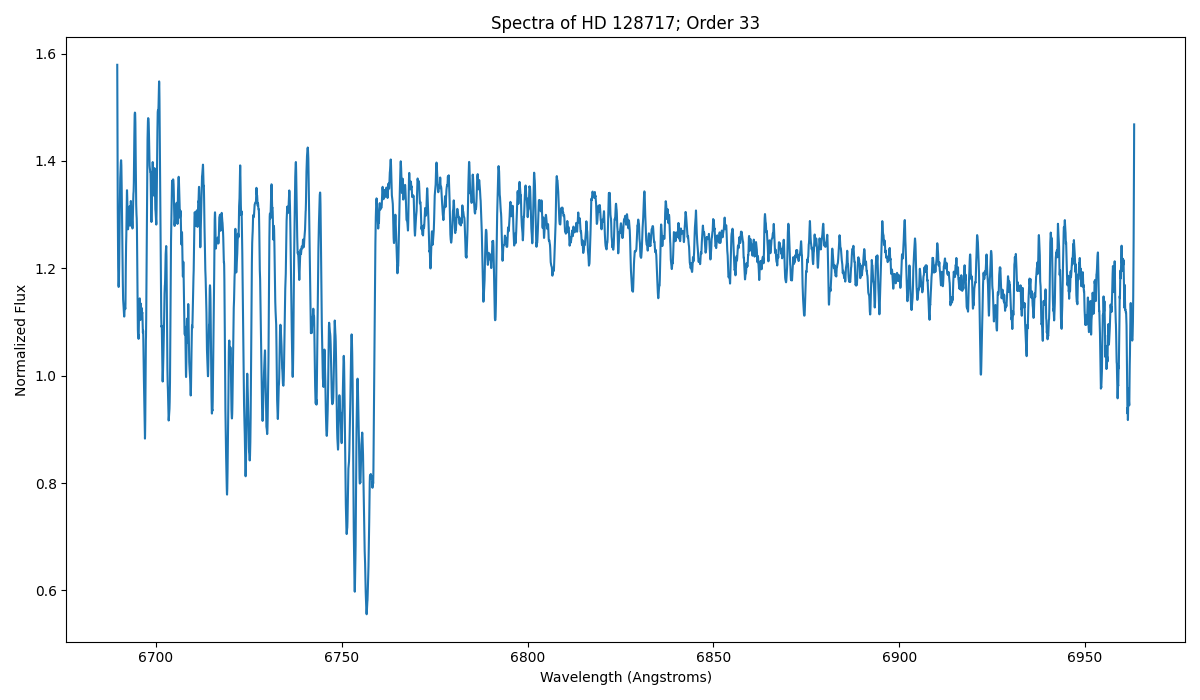 Spectra of HD 128717; Order 33
1.6
1.4
1.2
1.0
0.8
0.6
Normalized Flux
6700 6750 6800 6850 6900 6950
Wavelength (Angstroms)